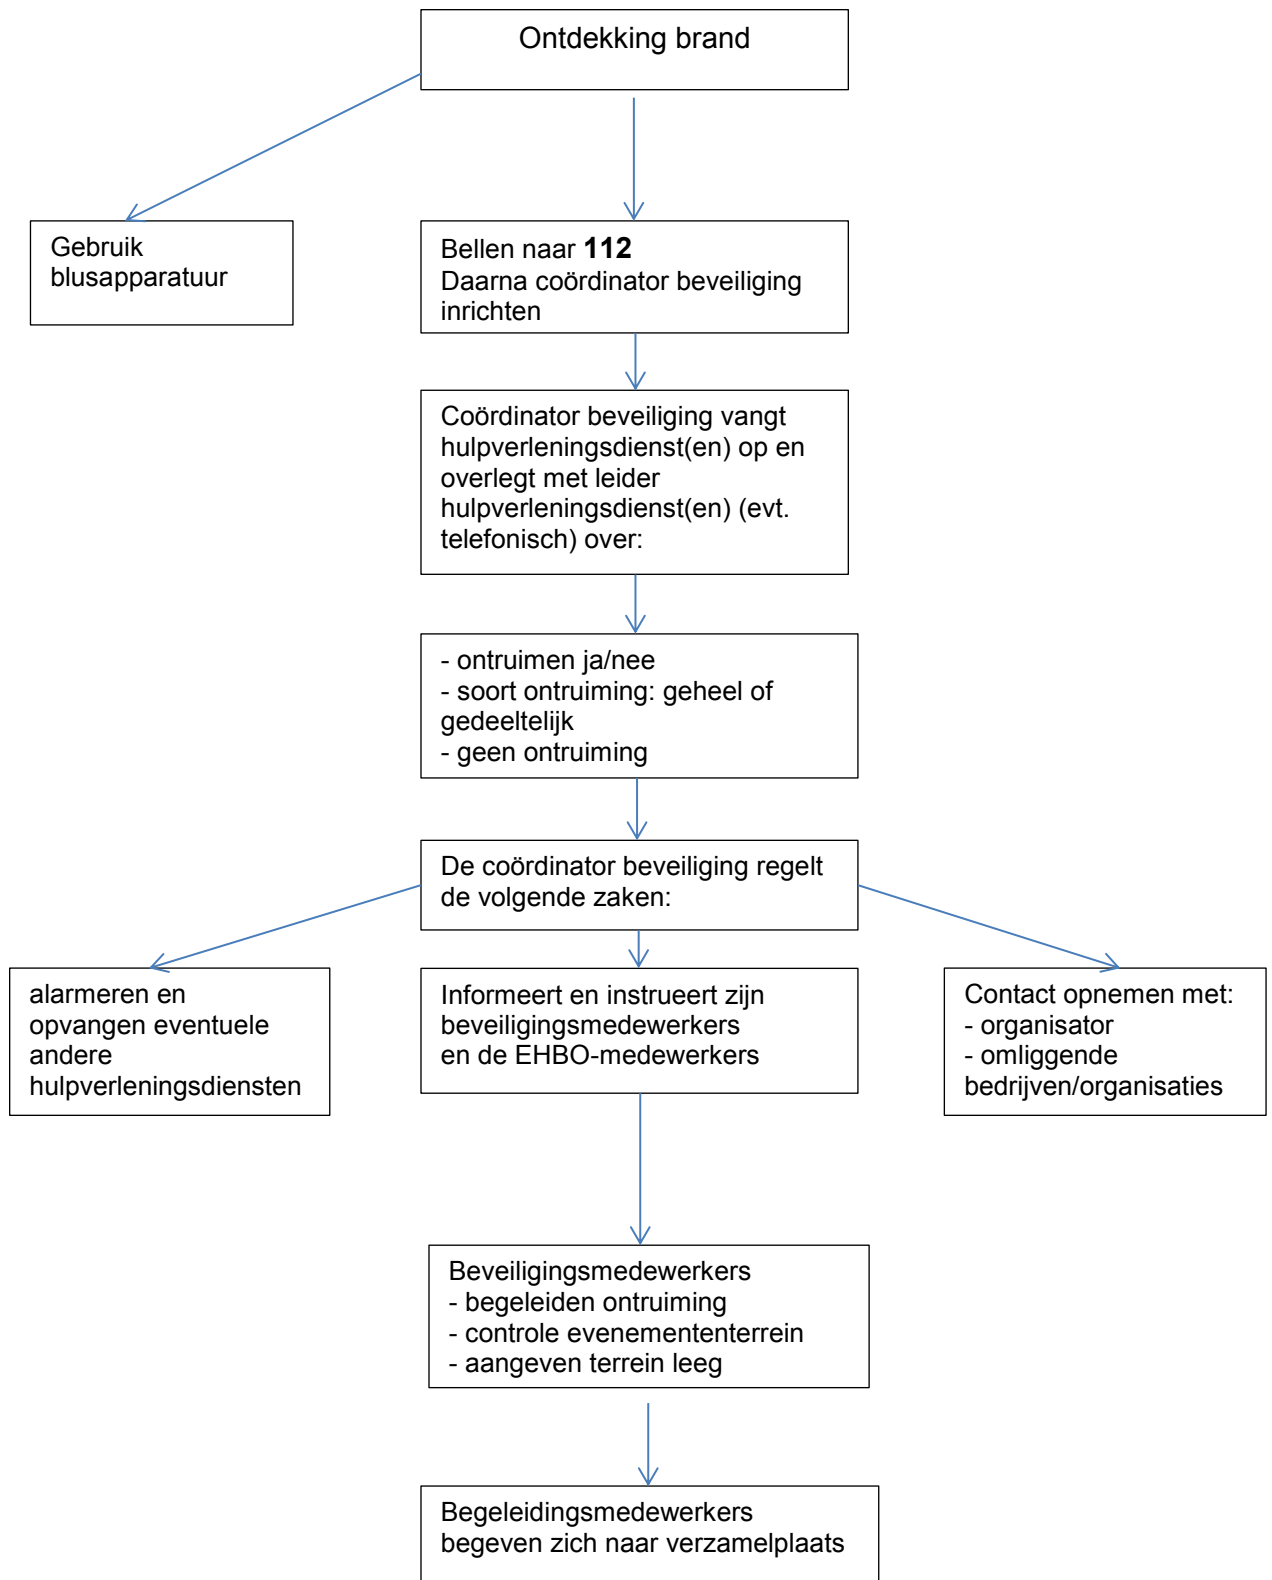 Ontdekking brand
Gebruik
blusapparatuur
Bellen naar 112
Daarna coördinator beveiliging
inrichten
Coördinator beveiliging vangt
hulpverleningsdienst(en) op en
overlegt met leider
hulpverleningsdienst(en) (evt.
telefonisch) over:
- ontruimen ja/nee
- soort ontruiming: geheel of
gedeeltelijk
- geen ontruiming
De coördinator beveiliging regelt
de volgende zaken:
alarmeren en
opvangen eventuele
andere
hulpverleningsdiensten
Informeert en instrueert zijn
beveiligingsmedewerkers
en de EHBO-medewerkers
Contact opnemen met:
- organisator
- omliggende
bedrijven/organisaties
Beveiligingsmedewerkers
- begeleiden ontruiming
- controle evenemententerrein
- aangeven terrein leeg
Begeleidingsmedewerkers
begeven zich naar verzamelplaats